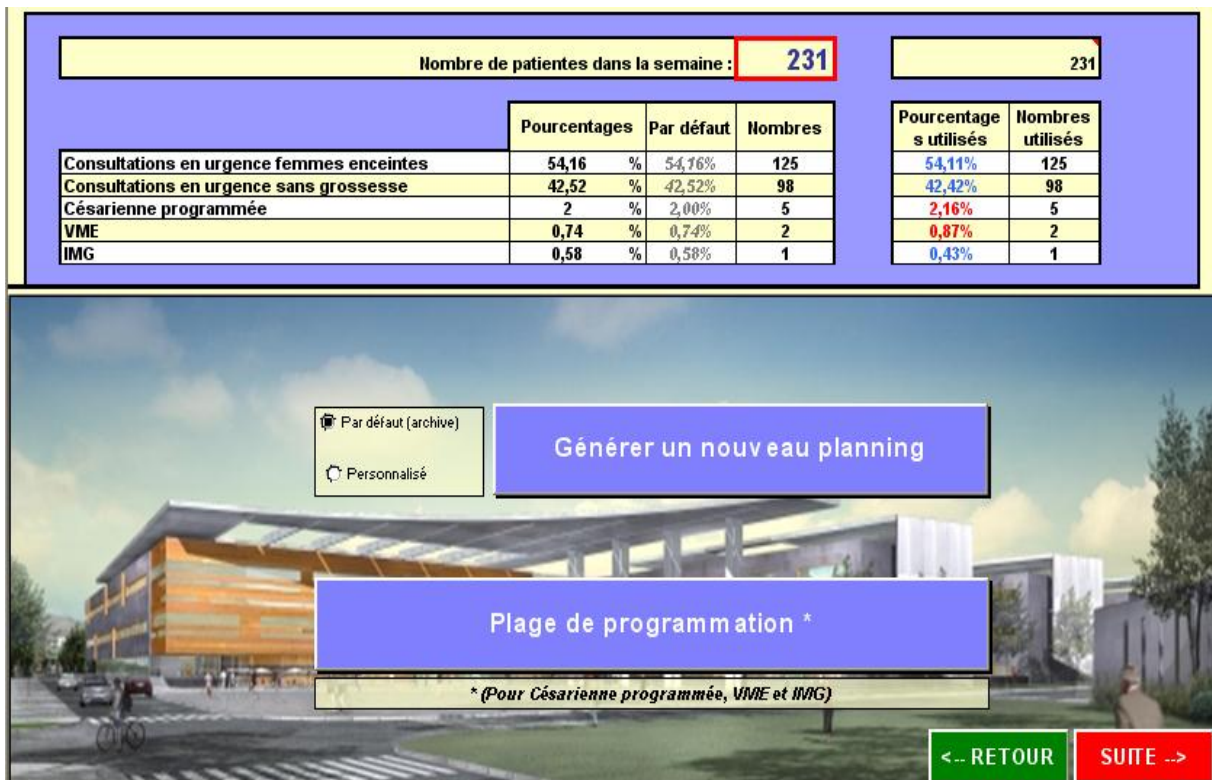 Nombre de patientes dans la semaine : 231 231
Pourcentages Par défaut Nombres Pourcentage s utilisés Nombres utilisés
Consultations en urgence femmes enceintes 54,16 % 54,16% 125 54,11% 125
Consultations en urgence sans grossesse 42,52 % 42,52% 98 42,42% 98
Césarienne programmée 2 % 2,00% 5 2,16% 5
VME 0,74 % 0,74% 2 0,87% 2
IMG 0,58 % 0,58% 1 0,43% 1
Par défaut (archive)
Personnalisé
Générer un nouveau planning
Plage de programmation *
* (Pour Césarienne programmée, VME et IMG)
<-- RETOUR SUITE -->